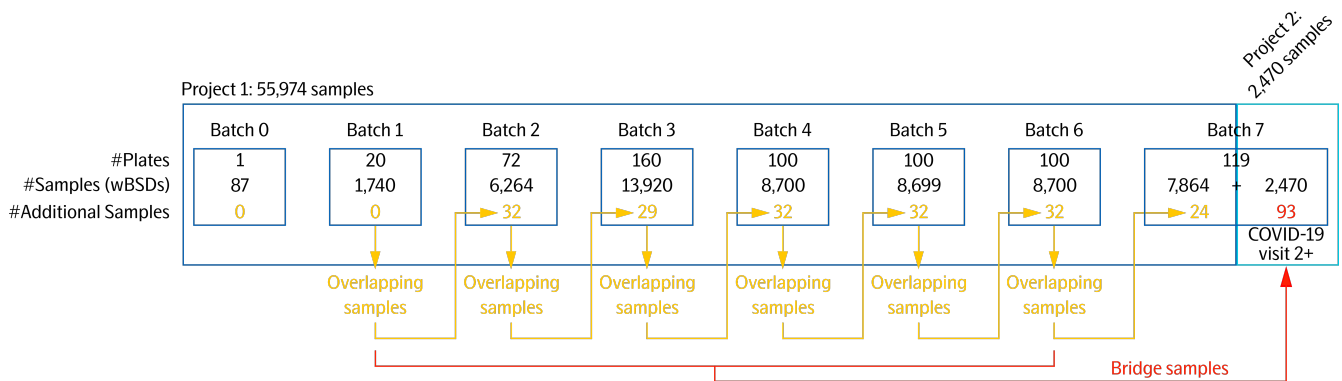 Project 2:
2,470 samples
Project 1: 55,974 samples
Batch 0 Batch 1 Batch 2 Batch 3 Batch 4 Batch 5 Batch 6 Batch 7
#Plates 1 20 72 160 100 100 100 119
#Samples (wBSDs) 87 1,740 6,264 13,920 8,700 8,699 8,700 7,864 + 2,470
#Additional Samples 0 0 32 29 32 32 32 24 93
COVID-19
visit 2+
Overlapping Overlapping Overlapping Overlapping Overlapping Overlapping
samples samples samples samples samples samples
Bridge samples